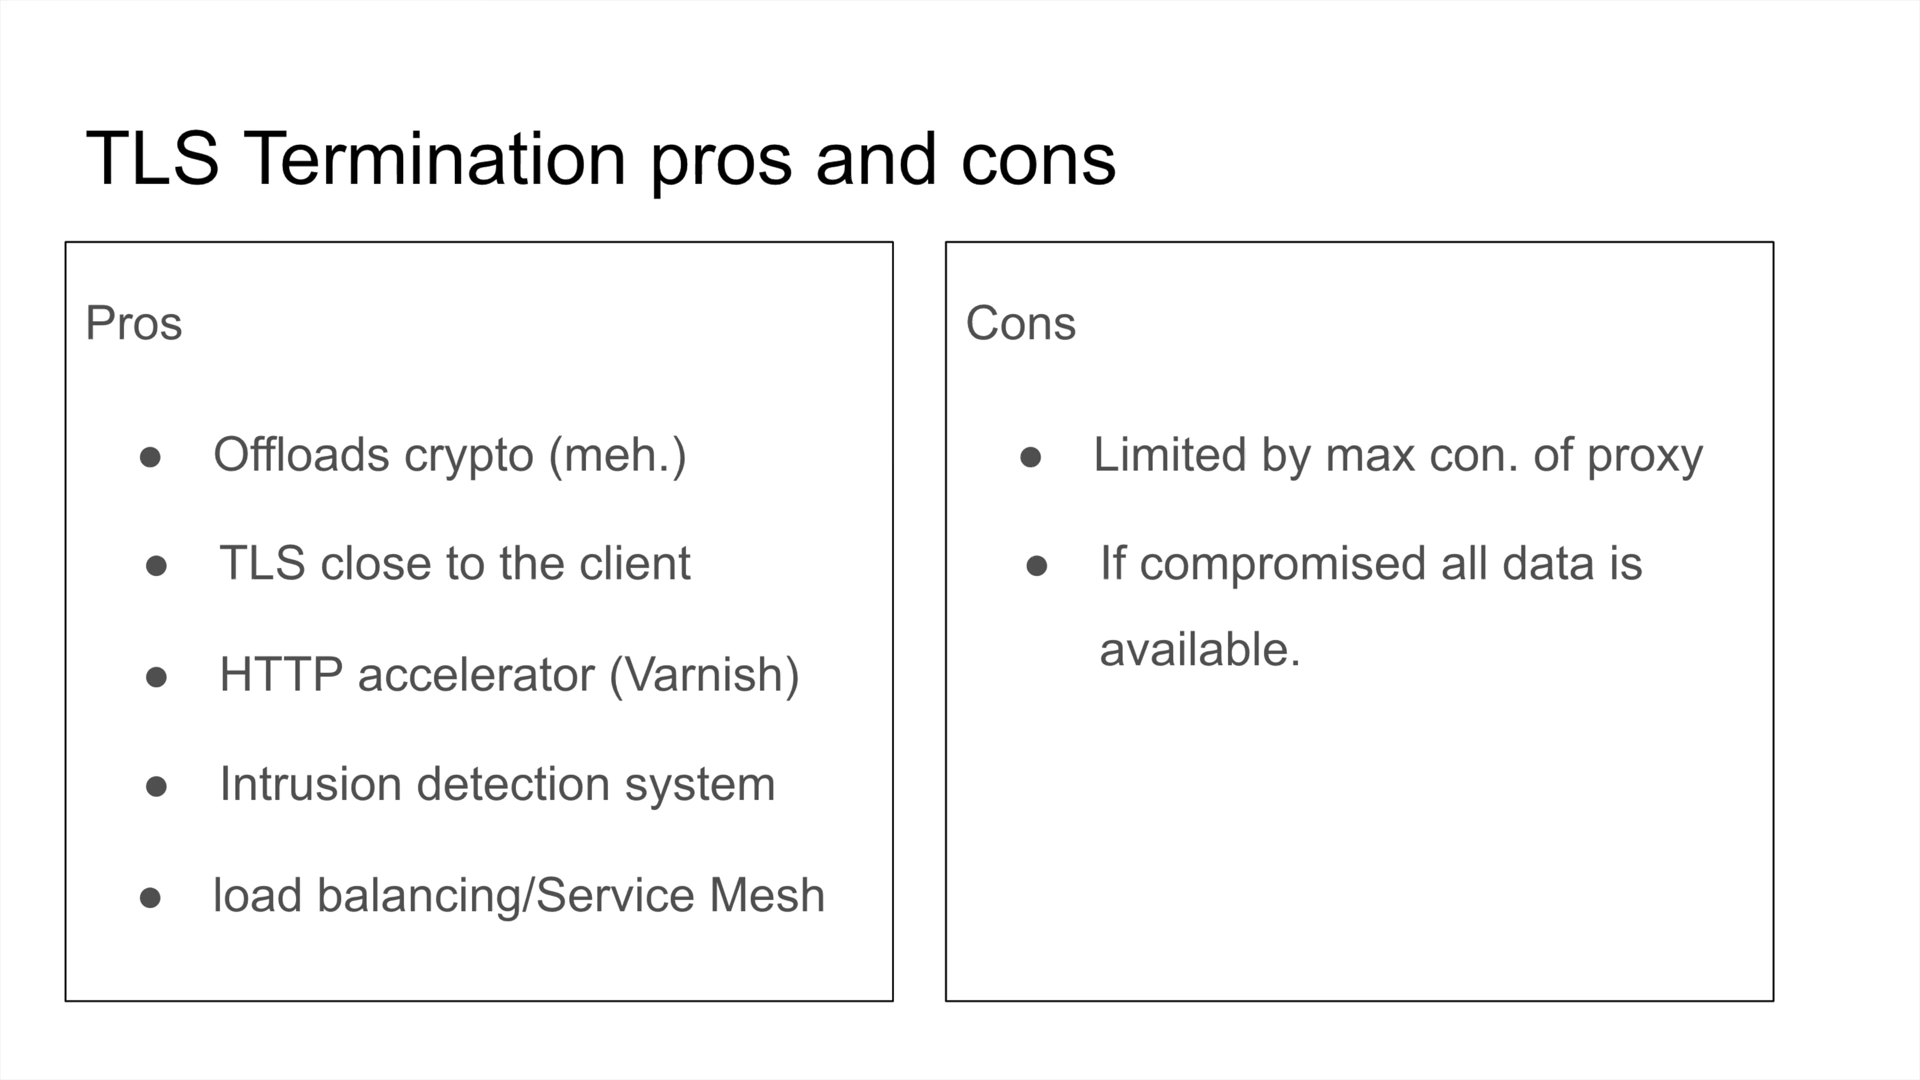 TLS Termination pros and cons
Pros
● Offloads crypto (meh.)
● TLS close to the client
● HTTP accelerator (Varnish)
● Intrusion detection system
● load balancing/Service Mesh
Cons
● Limited by max con. of proxy
● If compromised all data is
available.